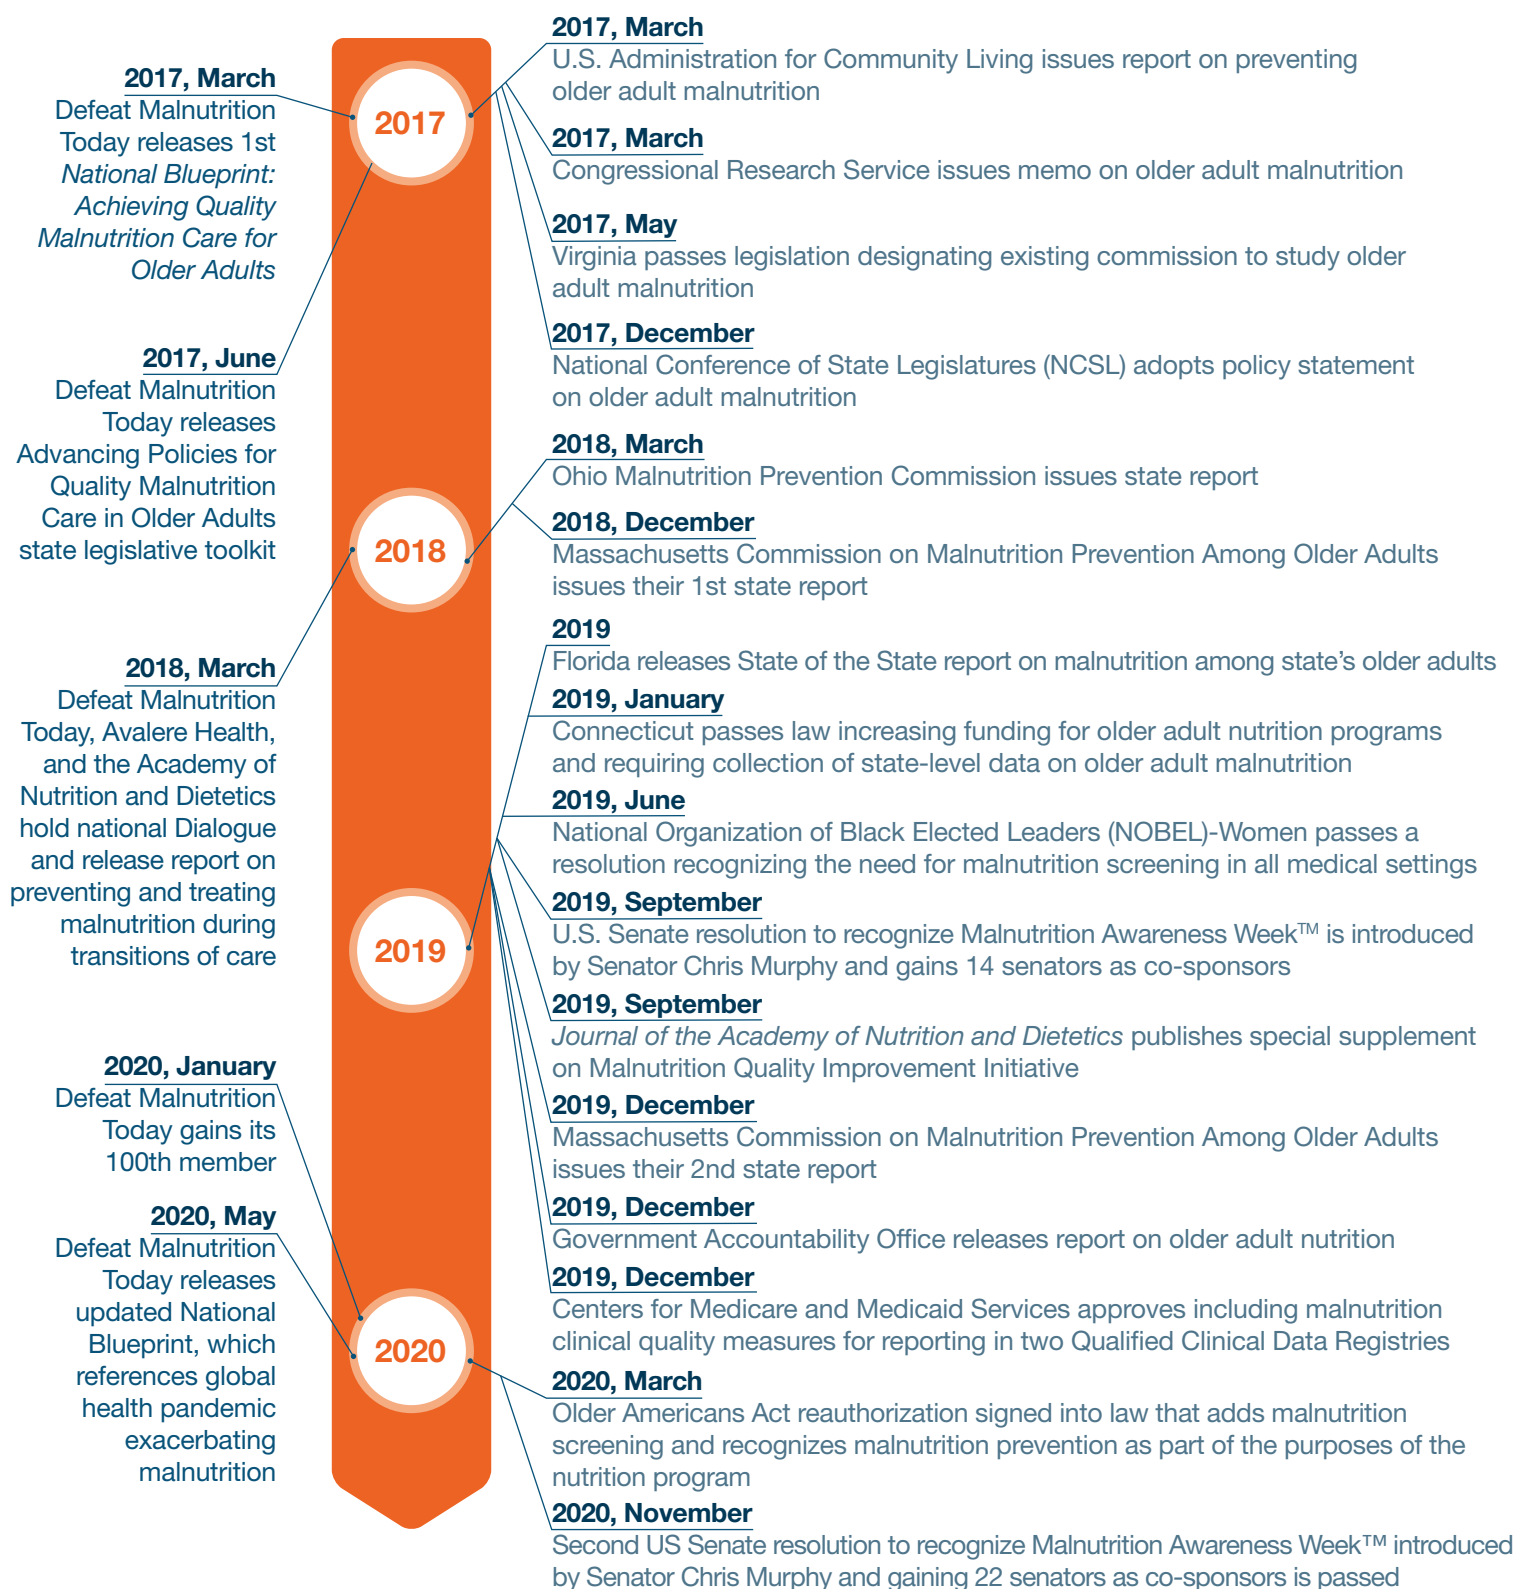 2017, March
Defeat Malnutrition
Today releases 1st
National Blueprint:
Achieving Quality
Malnutrition Care for
Older Adults
2017, June
Defeat Malnutrition
Today releases
Advancing Policies for
Quality Malnutrition
Care in Older Adults
state legislative toolkit
2018, March
Defeat Malnutrition
Today, Avalere Health,
and the Academy of
Nutrition and Dietetics
hold national Dialogue
and release report on
preventing and treating
malnutrition during
transitions of care
2020, January
Defeat Malnutrition
Today gains its
100th member
2020, May
Defeat Malnutrition
Today releases
updated National
Blueprint, which
references global
health pandemic
exacerbating
malnutrition
2017
2018
2019
2020
2017, March
U.S. Administration for Community Living issues report on preventing
older adult malnutrition
2017, March
Congressional Research Service issues memo on older adult malnutrition
2017, May
Virginia passes legislation designating existing commission to study older
adult malnutrition
2017, December
National Conference of State Legislatures (NCSL) adopts policy statement
on older adult malnutrition
2018, March
Ohio Malnutrition Prevention Commission issues state report
2018, December
Massachusetts Commission on Malnutrition Prevention Among Older Adults
issues their 1st state report
2019
Florida releases State of the State report on malnutrition among state’s older adults
2019, January
Connecticut passes law increasing funding for older adult nutrition programs
and requiring collection of state-level data on older adult malnutrition
2019, June
National Organization of Black Elected Leaders (NOBEL)-Women passes a
resolution recognizing the need for malnutrition screening in all medical settings
2019, September
U.S. Senate resolution to recognize Malnutrition Awareness Week™ is introduced
by Senator Chris Murphy and gains 14 senators as co-sponsors
2019, September
Journal of the Academy of Nutrition and Dietetics publishes special supplement
on Malnutrition Quality Improvement Initiative
2019, December
Massachusetts Commission on Malnutrition Prevention Among Older Adults
issues their 2nd state report
2019, December
Government Accountability Office releases report on older adult nutrition
2019, December
Centers for Medicare and Medicaid Services approves including malnutrition
clinical quality measures for reporting in two Qualified Clinical Data Registries
2020, March
Older Americans Act reauthorization signed into law that adds malnutrition
screening and recognizes malnutrition prevention as part of the purposes of the
nutrition program
2020, November
Second US Senate resolution to recognize Malnutrition Awareness Week™ introduced
by Senator Chris Murphy and gaining 22 senators as co-sponsors is passed